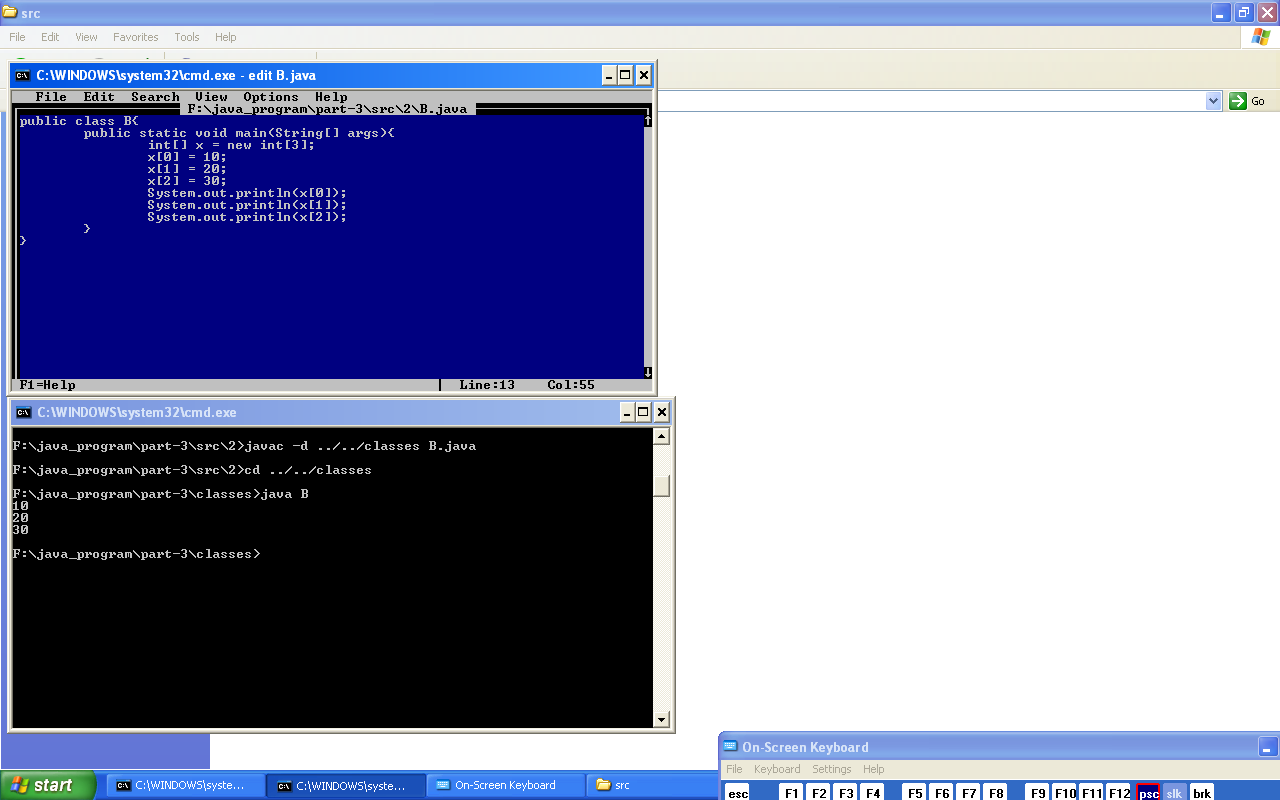 src
File Edit View Favorites Tools Help
Go
C:\WINDOWS\system32\cmd.exe - edit B.java
File Edit Search View Options Help
F:\java_program\part-3\src\2\B.java
public class B{
public static void main(String[] args){
int[] x = new int[3];
x[0] = 10;
x[1] = 20;
x[2] = 30;
System.out.println(x[0]);
System.out.println(x[1]);
System.out.println(x[2]);
}
}
F1=Help Line:13 Col:55
C:\WINDOWS\system32\cmd.exe
F:\java_program\part-3\src\2>javac -d ../../classes B.java
F:\java_program\part-3\src\2>cd ../../classes
F:\java_program\part-3\classes>java B
10
20
30
F:\java_program\part-3\classes>
On-Screen Keyboard
File Keyboard Settings Help
esc F1 F2 F3 F4 F5 F6 F7 F8 F9 F10 F11 F12 psc slk brk
start C:\WINDOWS\syste... C:\WINDOWS\syste... On-Screen Keyboard src